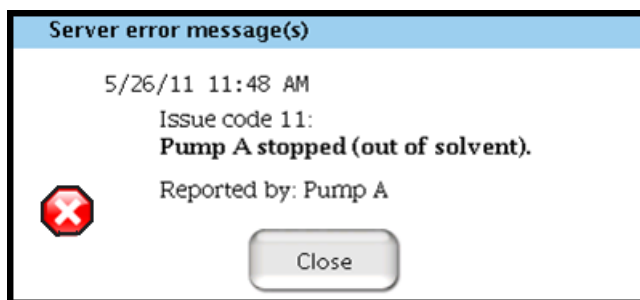 Server error message(s)
5/26/11 11:48 AM
Issue code 11:
Pump A stopped (out of solvent).
Reported by: Pump A
Close